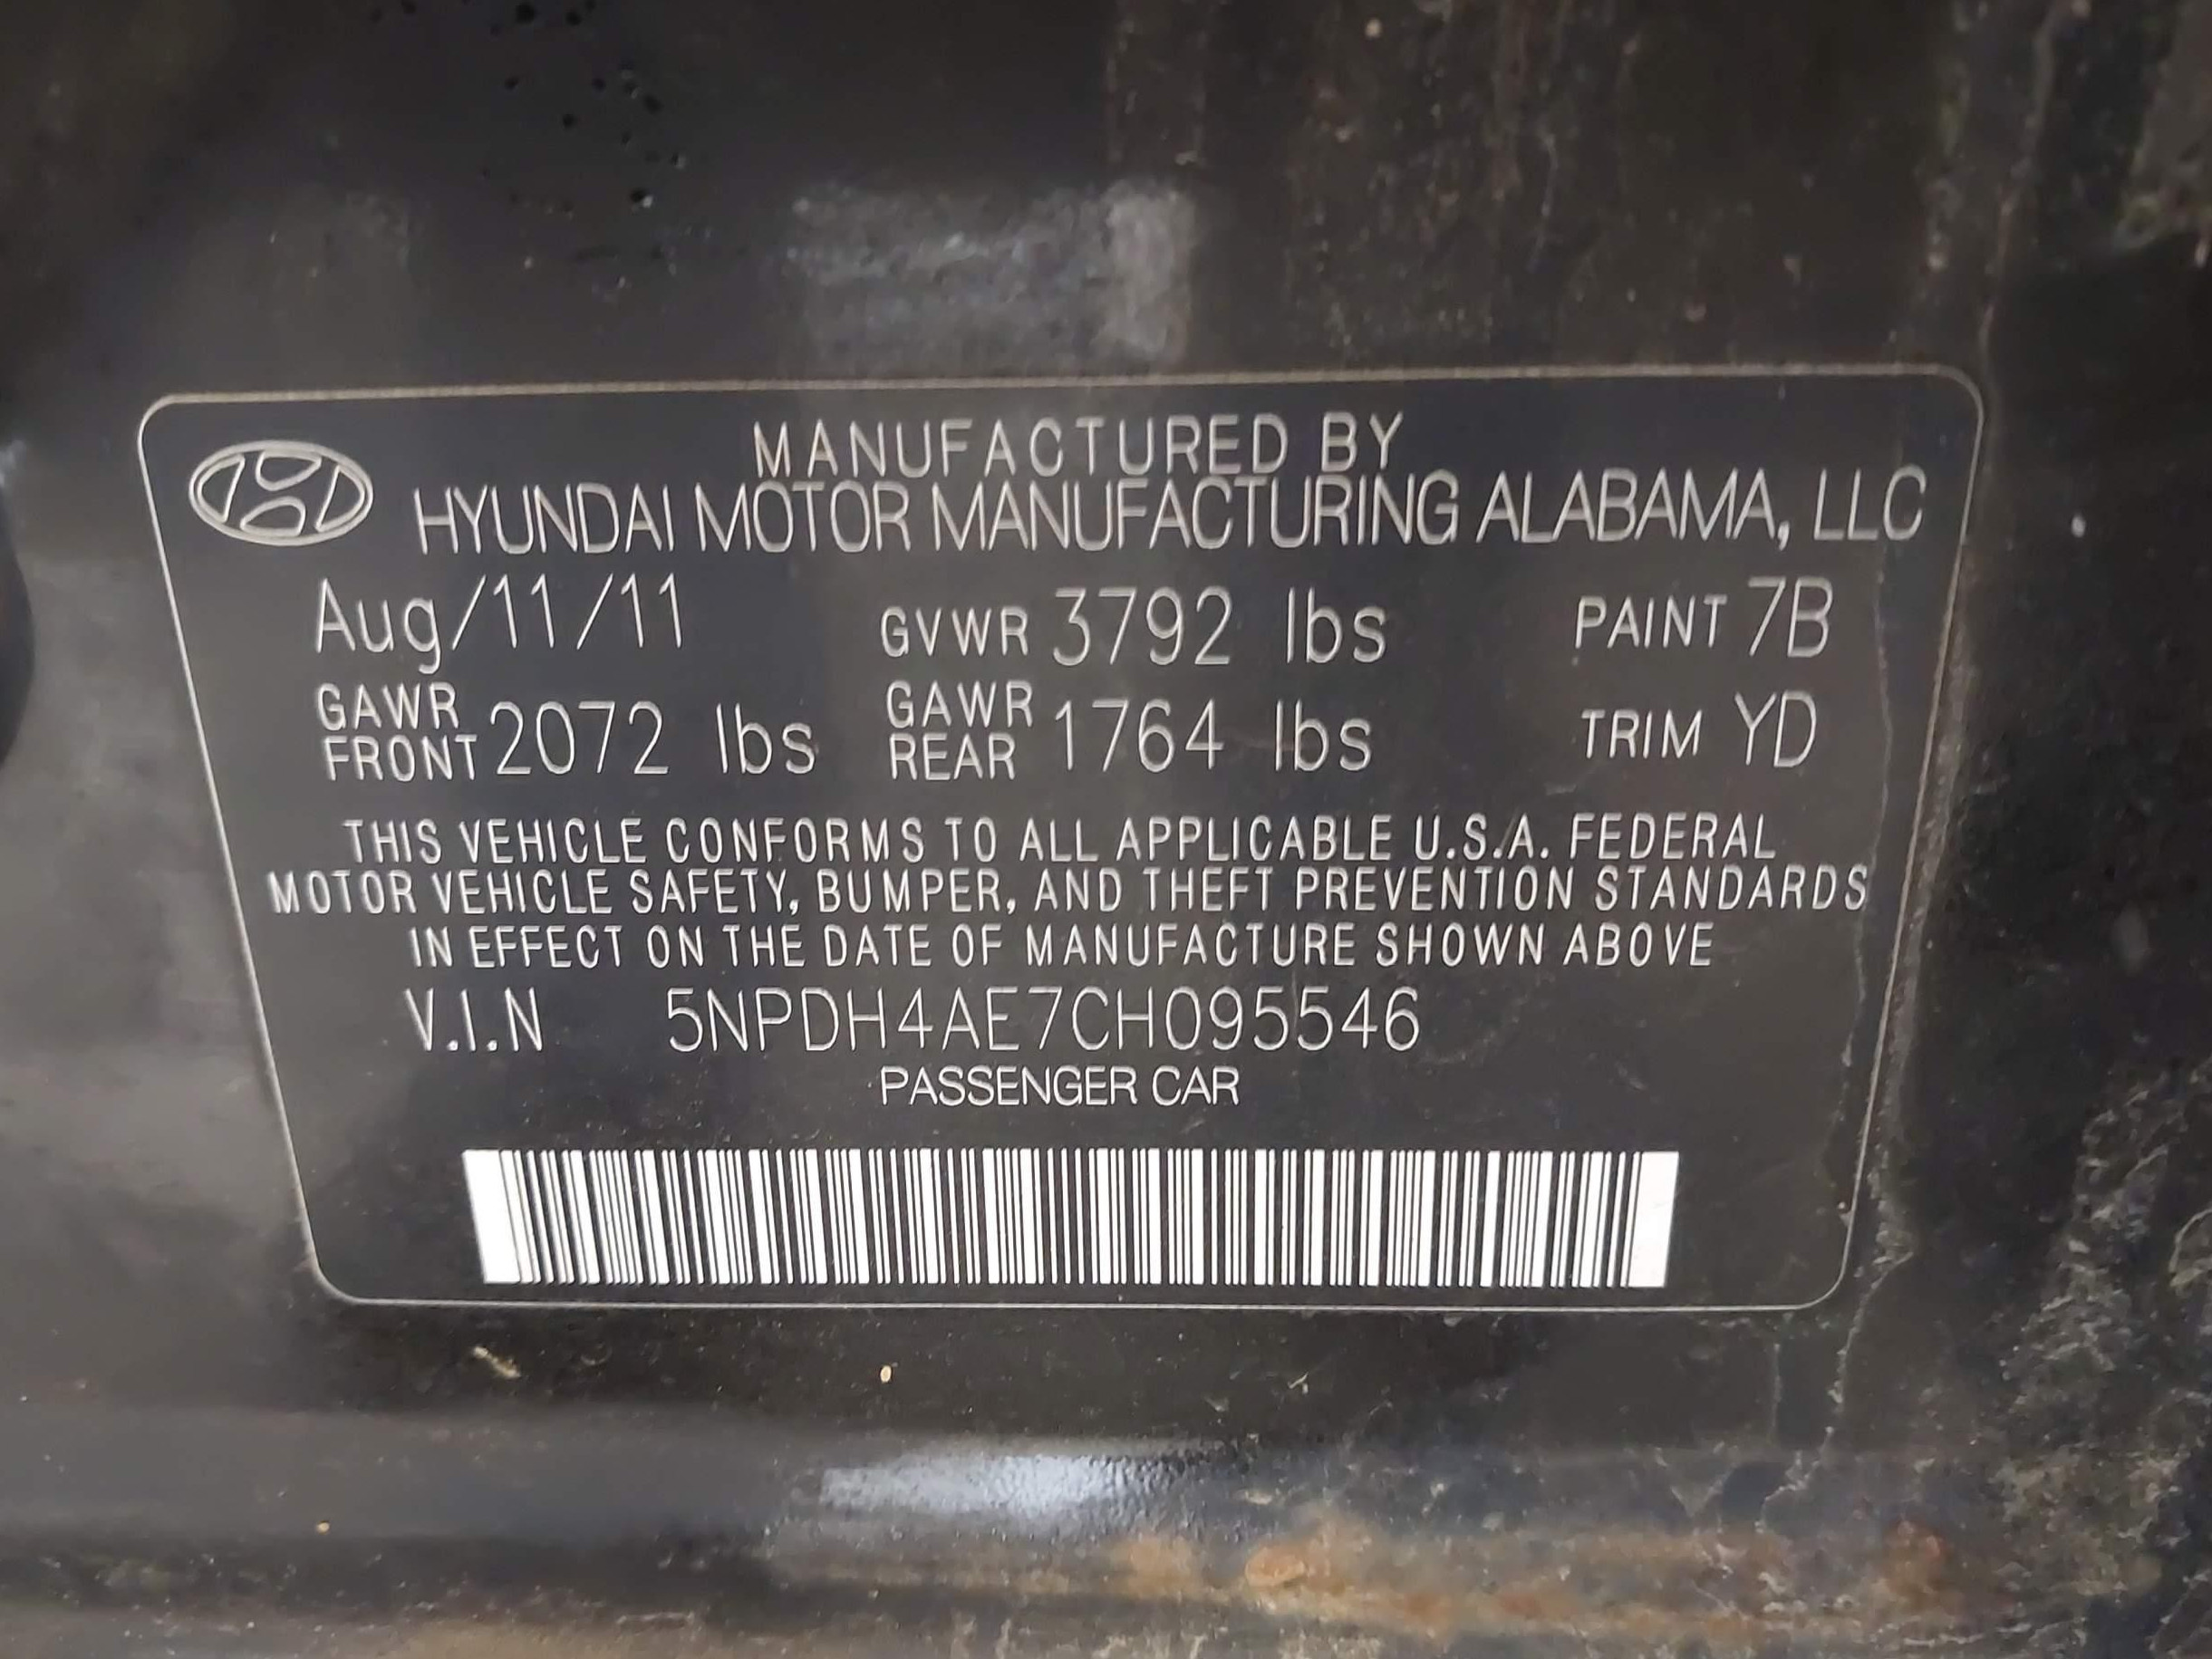 MANUFACTURED BY
HYUNDAI MOTOR MANUFACTURING ALABAMA, LLC
Aug/11/11 GVWR 3792 lbs PAINT 7B
GAWR FRONT 2072 lbs GAWR REAR 1764 lbs TRIM YD
THIS VEHICLE CONFORMS TO ALL APPLICABLE U.S.A. FEDERAL
MOTOR VEHICLE SAFETY, BUMPER, AND THEFT PREVENTION STANDARDS
IN EFFECT ON THE DATE OF MANUFACTURE SHOWN ABOVE
V.I.N 5NPDH4AE7CH095546
PASSENGER CAR